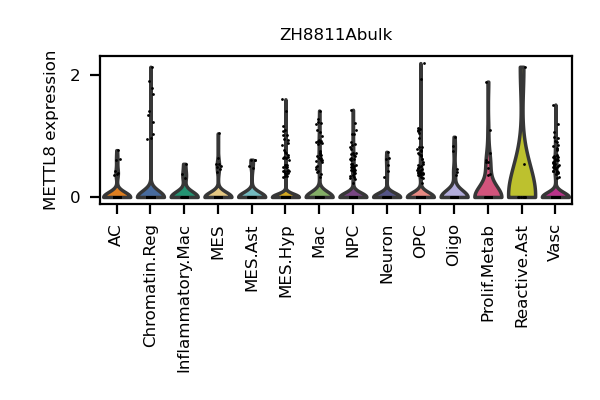 ZH8811Abulk
METTL8 expression
2
0
AC
Chromatin.Reg
Inflammatory.Mac
MES
MES.Ast
MES.Hyp
Mac
NPC
Neuron
OPC
Oligo
Prolif.Metab
Reactive.Ast
Vasc